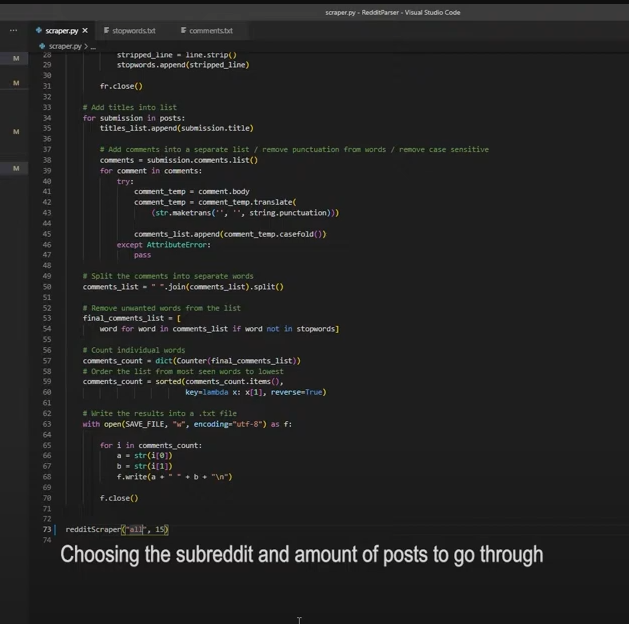 scraper.py - RedditParser - Visual Studio Code
··· scraper.py × stopwords.txt comments.txt
scraper.py > ...
M
28 stripped_line = line.strip()
29 stopwords.append(stripped_line)
30
M
31 fr.close()
32
33 # Add titles into list
34 for submission in posts:
35 titles_list.append(submission.title)
M
36
37 # Add comments into a separate list / remove punctuation from words / remove case sensitive
38 comments = submission.comments.list()
39 for comment in comments:
M
40 try:
41 comment_temp = comment.body
42 comment_temp = comment_temp.translate(
43 (str.maketrans('', '', string.punctuation)))
44
45 comments_list.append(comment_temp.casefold())
46 except AttributeError:
47 pass
48
49 # Split the comments into separate words
50 comments_list = " ".join(comments_list).split()
51
52 # Remove unwanted words from the list
53 final_comments_list = [
54 word for word in comments_list if word not in stopwords]
55
56 # Count individual words
57 comments_count = dict(Counter(final_comments_list))
58 # Order the list from most seen words to lowest
59 comments_count = sorted(comments_count.items(),
60 key=lambda x: x[1], reverse=True)
61
62 # Write the results into a .txt file
63 with open(SAVE_FILE, "w", encoding="utf-8") as f:
64
65 for i in comments_count:
66 a = str(i[0])
67 b = str(i[1])
68 f.write(a + " " + b + "\n")
69
70 f.close()
71
72
73 redditScraper("all", 15)
74
Choosing the subreddit and amount of posts to go through